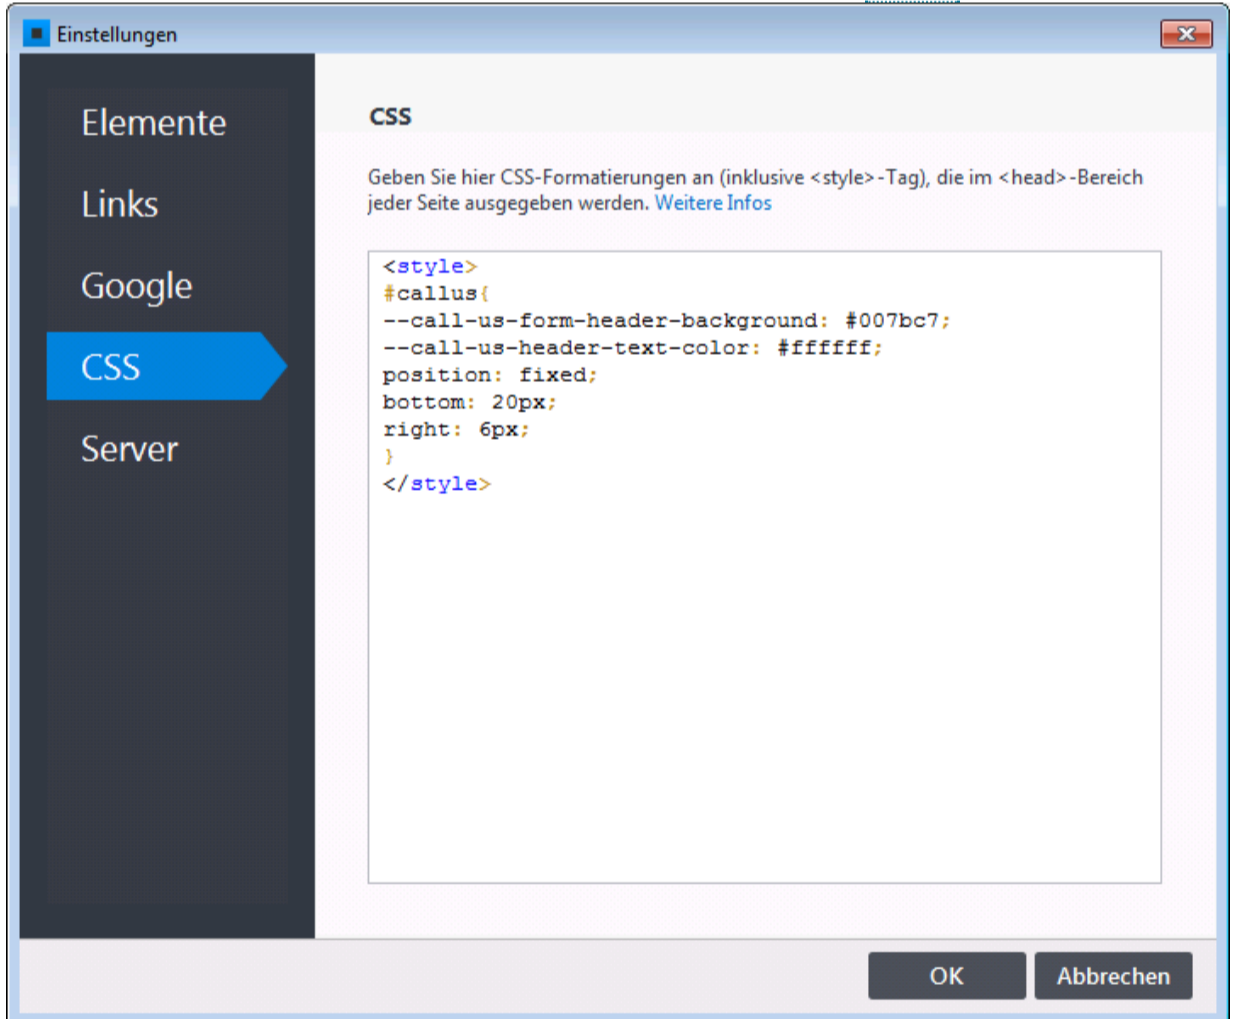 Einstellungen
Elemente
Links
Google
CSS
Server
CSS
Geben Sie hier CSS-Formatierungen an (inklusive <style>-Tag), die im <head>-Bereich
jeder Seite ausgegeben werden. Weitere Infos
<style>
#callus{
--call-us-form-header-background: #007bc7;
--call-us-header-text-color: #ffffff;
position: fixed;
bottom: 20px;
right: 6px;
}
</style>
OK
Abbrechen